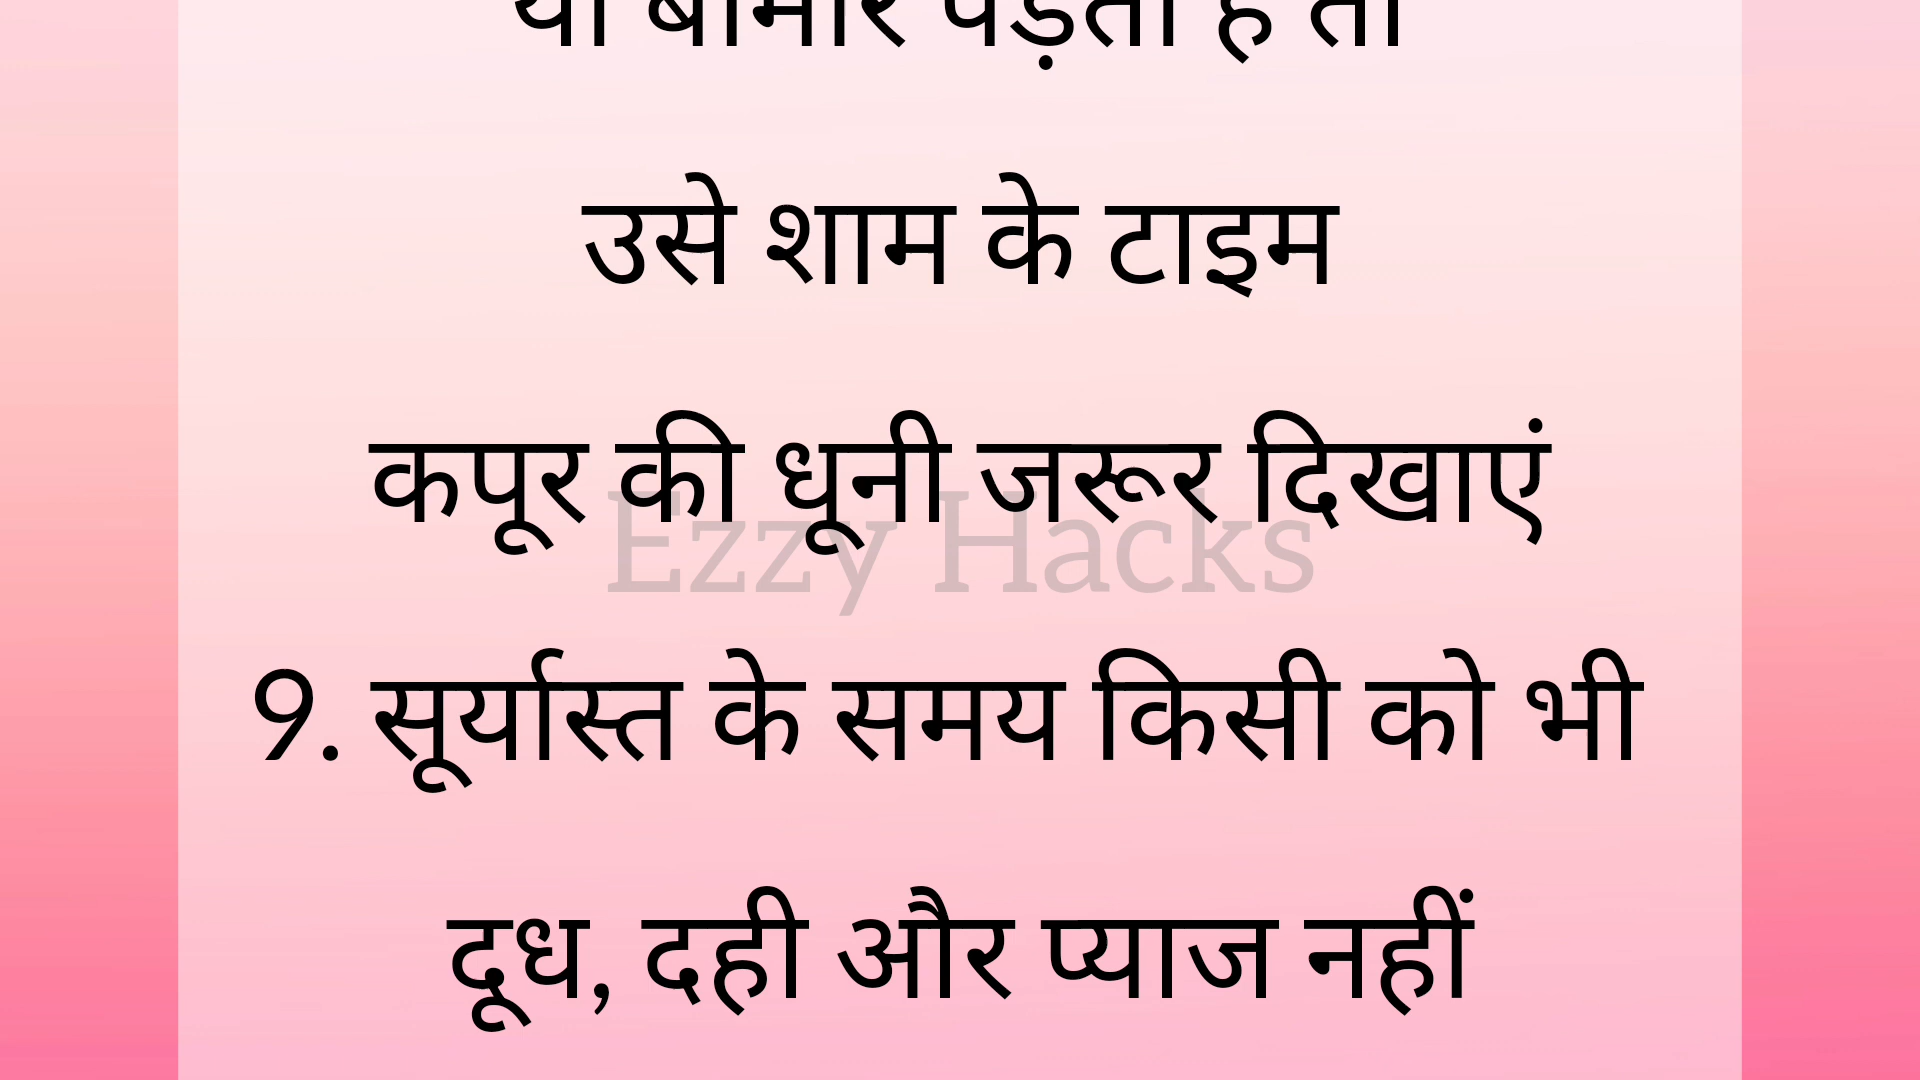 उसे शाम के टाइम
कपूर की धूनी जरूर दिखाएं
Ezzy Hacks
9. सूर्यास्त के समय किसी को भी
दूध, दही और प्याज नहीं